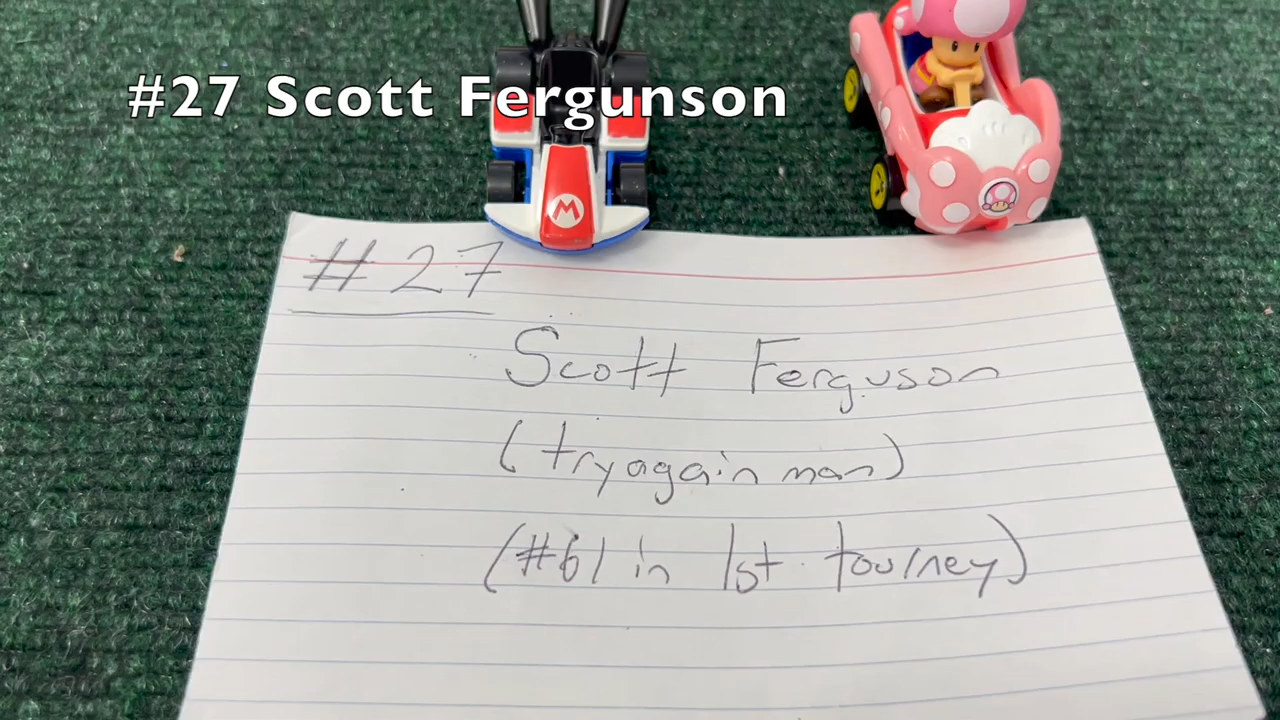 #27 Scott Fergunson
M
#27
Scott Ferguson
(tryagain man)
(#61 in 1st tourney)